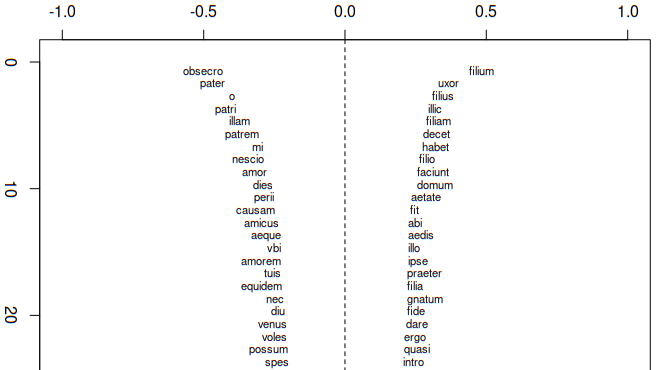 -1.0 -0.5 0.0 0.5 1.0
0
obsecro filium
pater uxor
o filius
patri illic
illam filiam
patrem decet
mi habet
nescio filio
amor faciunt
dies domum
10
perii aetate
causam fit
amicus abi
aeque aedis
vbi illo
amorem ipse
tuis praeter
equidem filia
nec gnatum
diu fide
20
venus dare
voles ergo
possum quasi
spes intro